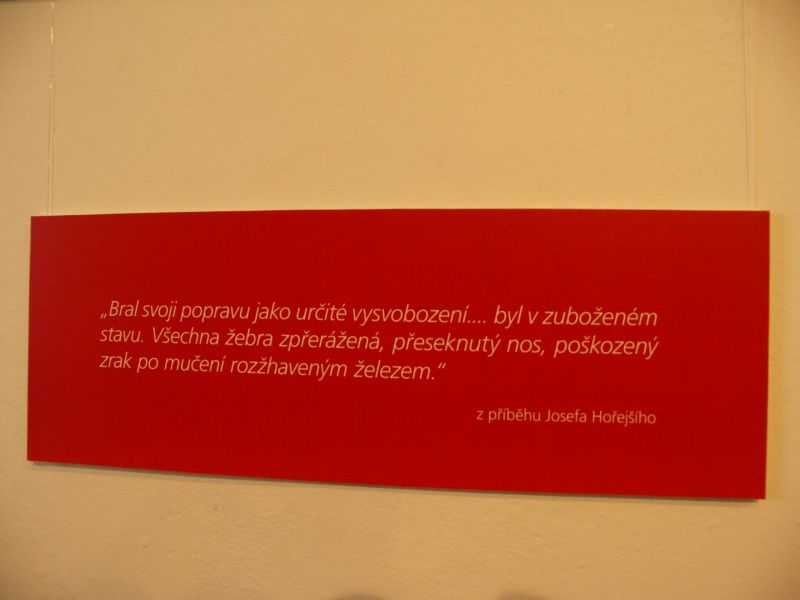 „Bral svoji popravu jako určité vysvobození.... byl v zuboženém
stavu. Všechna žebra zpřerážená, přeseknutý nos, poškozený
zrak po mučení rozžhaveným železem.“
z příběhu Josefa Hořejšího